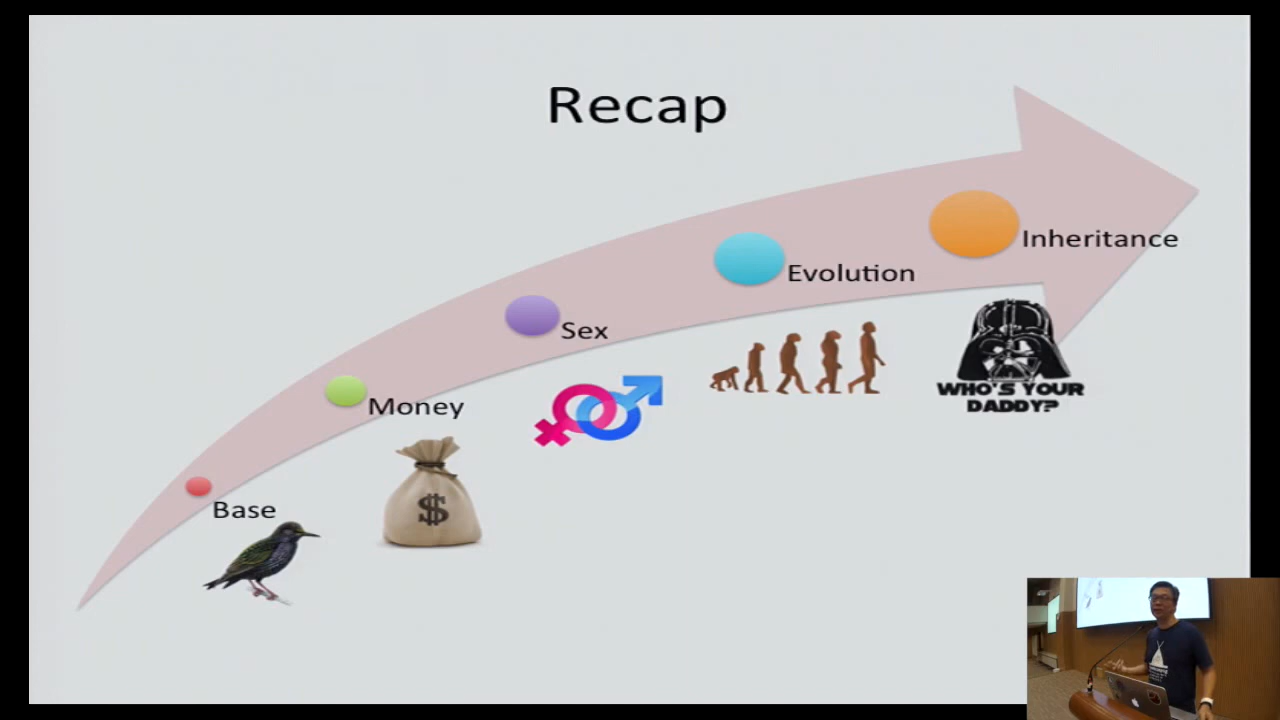 Recap
Inheritance
Evolution
Sex
Money
Base
$
WHO'S YOUR
DADDY?